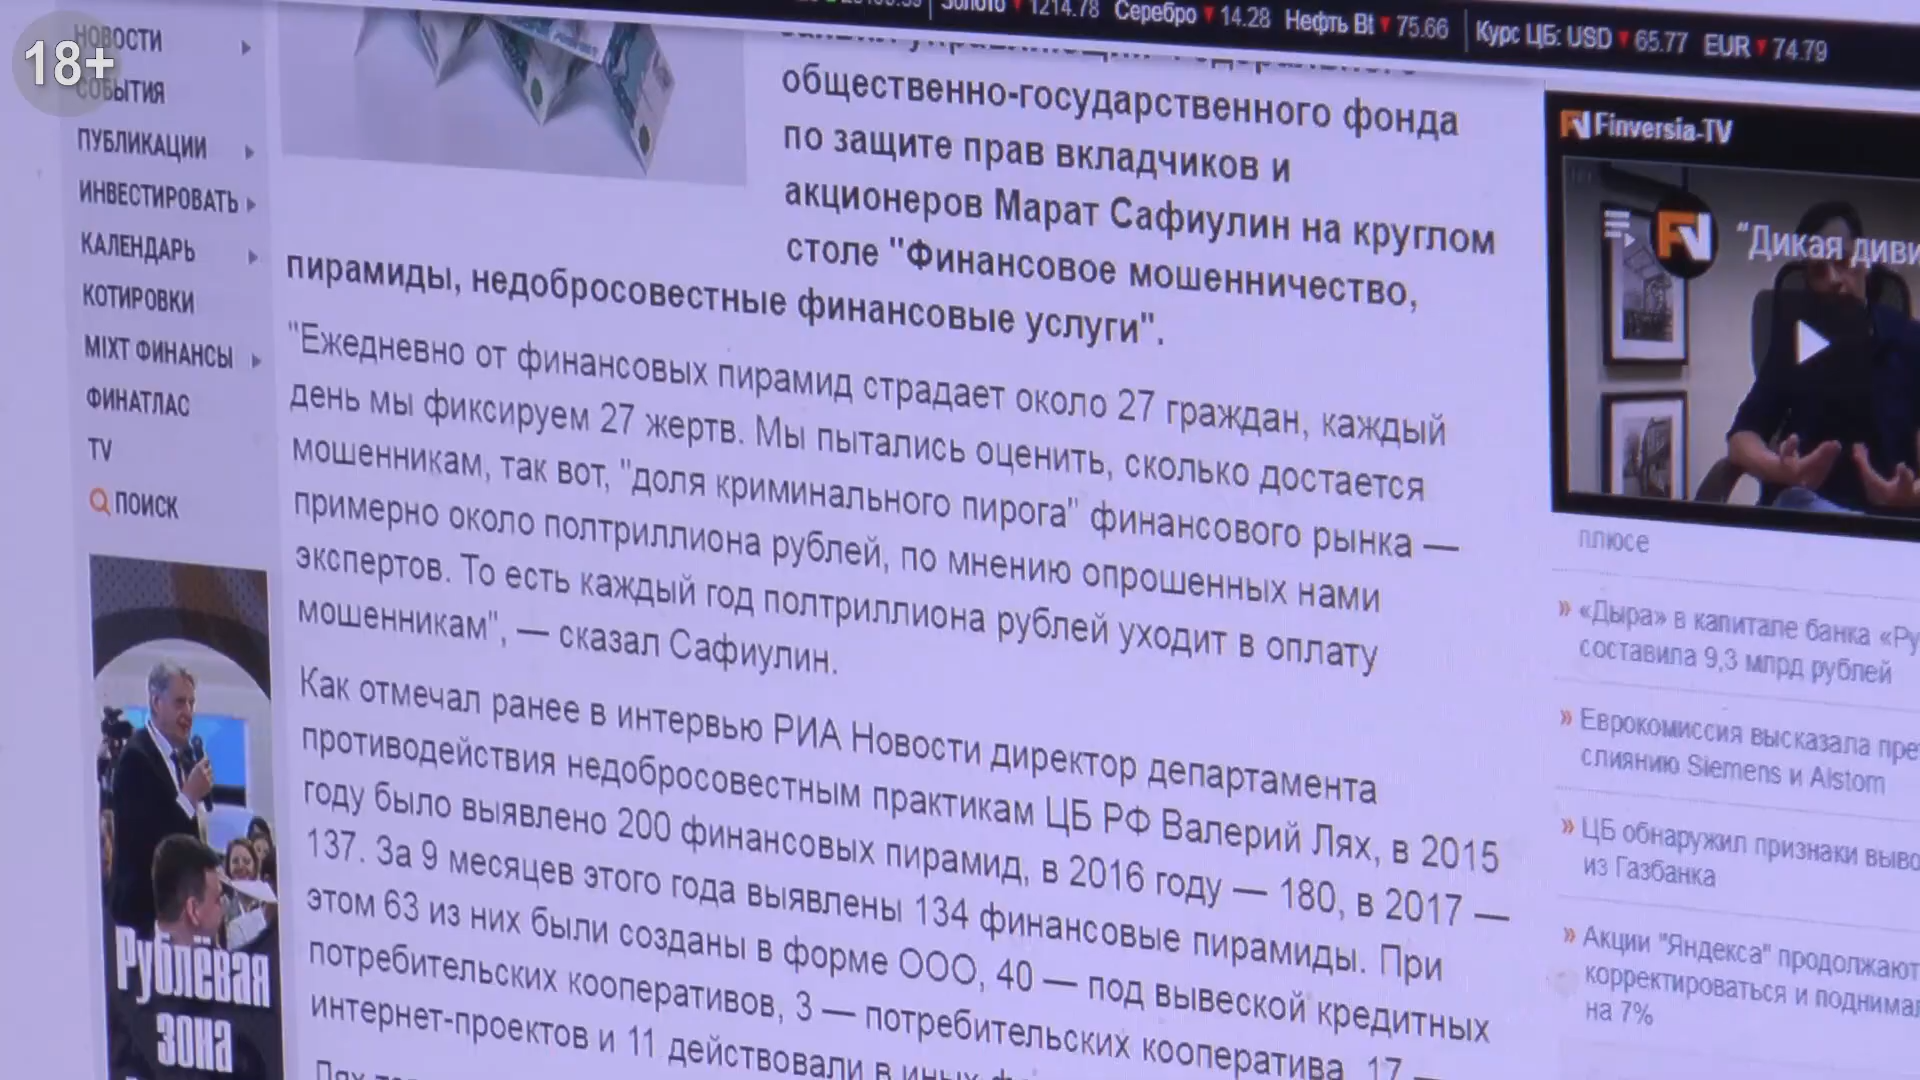 18+
Золото 1214.78 Серебро 14.28 Нефть Bt 75.66 Курс ЦБ: USD 65.77 EUR 74.79
НОВОСТИ
СОБЫТИЯ
ПУБЛИКАЦИИ
ИНВЕСТИРОВАТЬ
КАЛЕНДАРЬ
КОТИРОВКИ
MIXT ФИНАНСЫ
ФИНАТЛАС
TV
ПОИСК
Рублёвая
зона
общественно-государственного фонда
по защите прав вкладчиков и
акционеров Марат Сафиулин на круглом
столе "Финансовое мошенничество,
пирамиды, недобросовестные финансовые услуги".
"Ежедневно от финансовых пирамид страдает около 27 граждан, каждый
день мы фиксируем 27 жертв. Мы пытались оценить, сколько достается
мошенникам, так вот, "доля криминального пирога" финансового рынка —
примерно около полтриллиона рублей, по мнению опрошенных нами
экспертов. То есть каждый год полтриллиона рублей уходит в оплату
мошенникам", — сказал Сафиулин.
Как отмечал ранее в интервью РИА Новости директор департамента
противодействия недобросовестным практикам ЦБ РФ Валерий Лях, в 2015
году было выявлено 200 финансовых пирамид, в 2016 году — 180, в 2017 —
137. За 9 месяцев этого года выявлены 134 финансовые пирамиды. При
этом 63 из них были созданы в форме ООО, 40 — под вывеской кредитных
потребительских кооперативов, 3 — потребительских кооператива, 17 —
интернет-проектов и 11 действовали в иных
Finversia-TV
"Дикая диви
плюсе
» «Дыра» в капитале банка «Ру
составила 9,3 млрд рублей
» Еврокомиссия высказала пре
слиянию Siemens и Alstom
» ЦБ обнаружил признаки выво
из Газбанка
» Акции "Яндекса" продолжают
корректироваться и поднима
на 7%